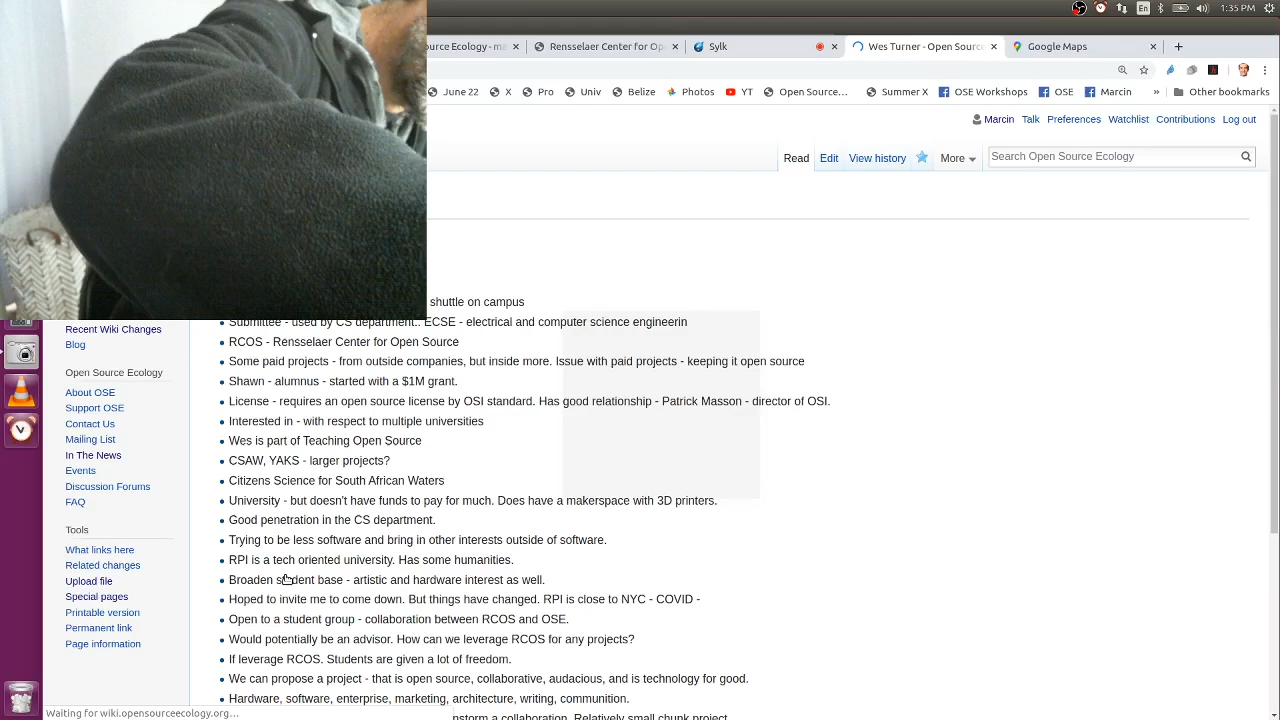 En 1:35 PM
urce Ecology - ma × Rensselaer Center for Op × Sylk × Wes Turner - Open Sourc × Google Maps × +
June 22 X Pro Univ Belize Photos YT Open Source… Summer X OSE Workshops OSE Marcin » Other bookmarks
Marcin Talk Preferences Watchlist Contributions Log out
Read Edit View history More Search Open Source Ecology
shuttle on campus
Submittee - used by CS department.. ECSE - electrical and computer science engineerin
RCOS - Rensselaer Center for Open Source
Some paid projects - from outside companies, but inside more. Issue with paid projects - keeping it open source
Shawn - alumnus - started with a $1M grant.
License - requires an open source license by OSI standard. Has good relationship - Patrick Masson - director of OSI.
Interested in - with respect to multiple universities
Wes is part of Teaching Open Source
CSAW, YAKS - larger projects?
Citizens Science for South African Waters
University - but doesn't have funds to pay for much. Does have a makerspace with 3D printers.
Good penetration in the CS department.
Trying to be less software and bring in other interests outside of software.
RPI is a tech oriented university. Has some humanities.
Broaden student base - artistic and hardware interest as well.
Hoped to invite me to come down. But things have changed. RPI is close to NYC - COVID -
Open to a student group - collaboration between RCOS and OSE.
Would potentially be an advisor. How can we leverage RCOS for any projects?
If leverage RCOS. Students are given a lot of freedom.
We can propose a project - that is open source, collaborative, audacious, and is technology for good.
Hardware, software, enterprise, marketing, architecture, writing, communition.
nstorm a collaboration. Relatively small chunk project
Recent Wiki Changes
Blog
Open Source Ecology
About OSE
Support OSE
Contact Us
Mailing List
In The News
Events
Discussion Forums
FAQ
Tools
What links here
Related changes
Upload file
Special pages
Printable version
Permanent link
Page information
Waiting for wiki.opensourceecology.org…